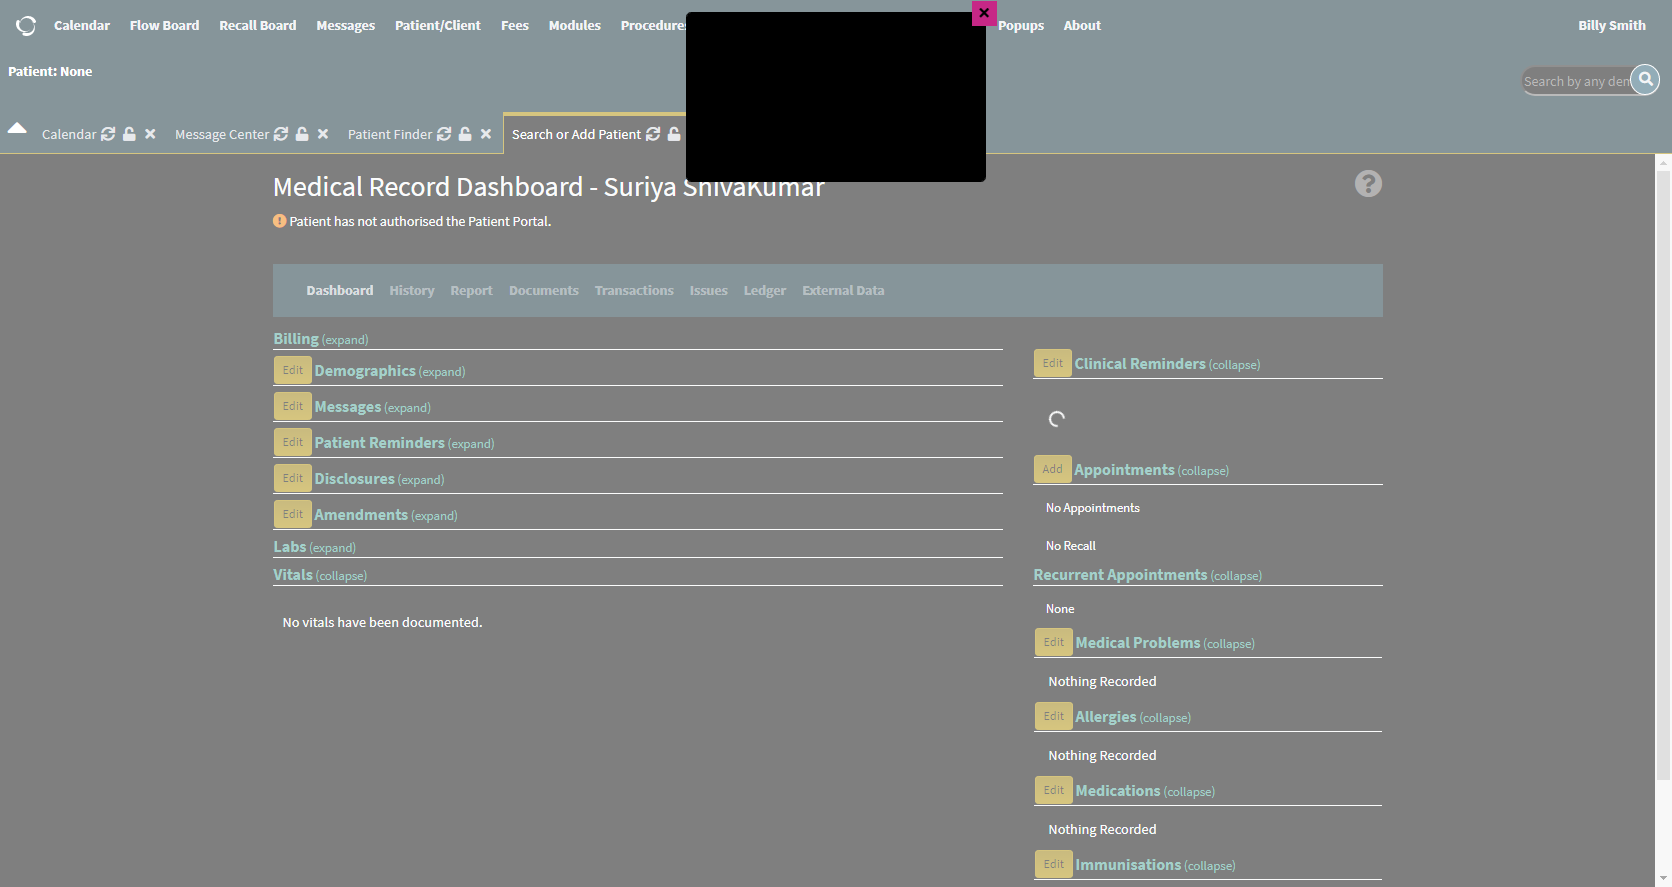 Calendar Flow Board Recall Board Messages Patient/Client Fees Modules Procedures Popups About Billy Smith
Patient: None
Search by any dem
Calendar Message Center Patient Finder Search or Add Patient
Medical Record Dashboard - Suriya ShivaKumar
Patient has not authorised the Patient Portal.
Dashboard History Report Documents Transactions Issues Ledger External Data
Billing (expand)
Edit Demographics (expand)
Edit Messages (expand)
Edit Patient Reminders (expand)
Edit Disclosures (expand)
Edit Amendments (expand)
Labs (expand)
Vitals (collapse)
No vitals have been documented.
Edit Clinical Reminders (collapse)
Add Appointments (collapse)
No Appointments
No Recall
Recurrent Appointments (collapse)
None
Edit Medical Problems (collapse)
Nothing Recorded
Edit Allergies (collapse)
Nothing Recorded
Edit Medications (collapse)
Nothing Recorded
Edit Immunisations (collapse)